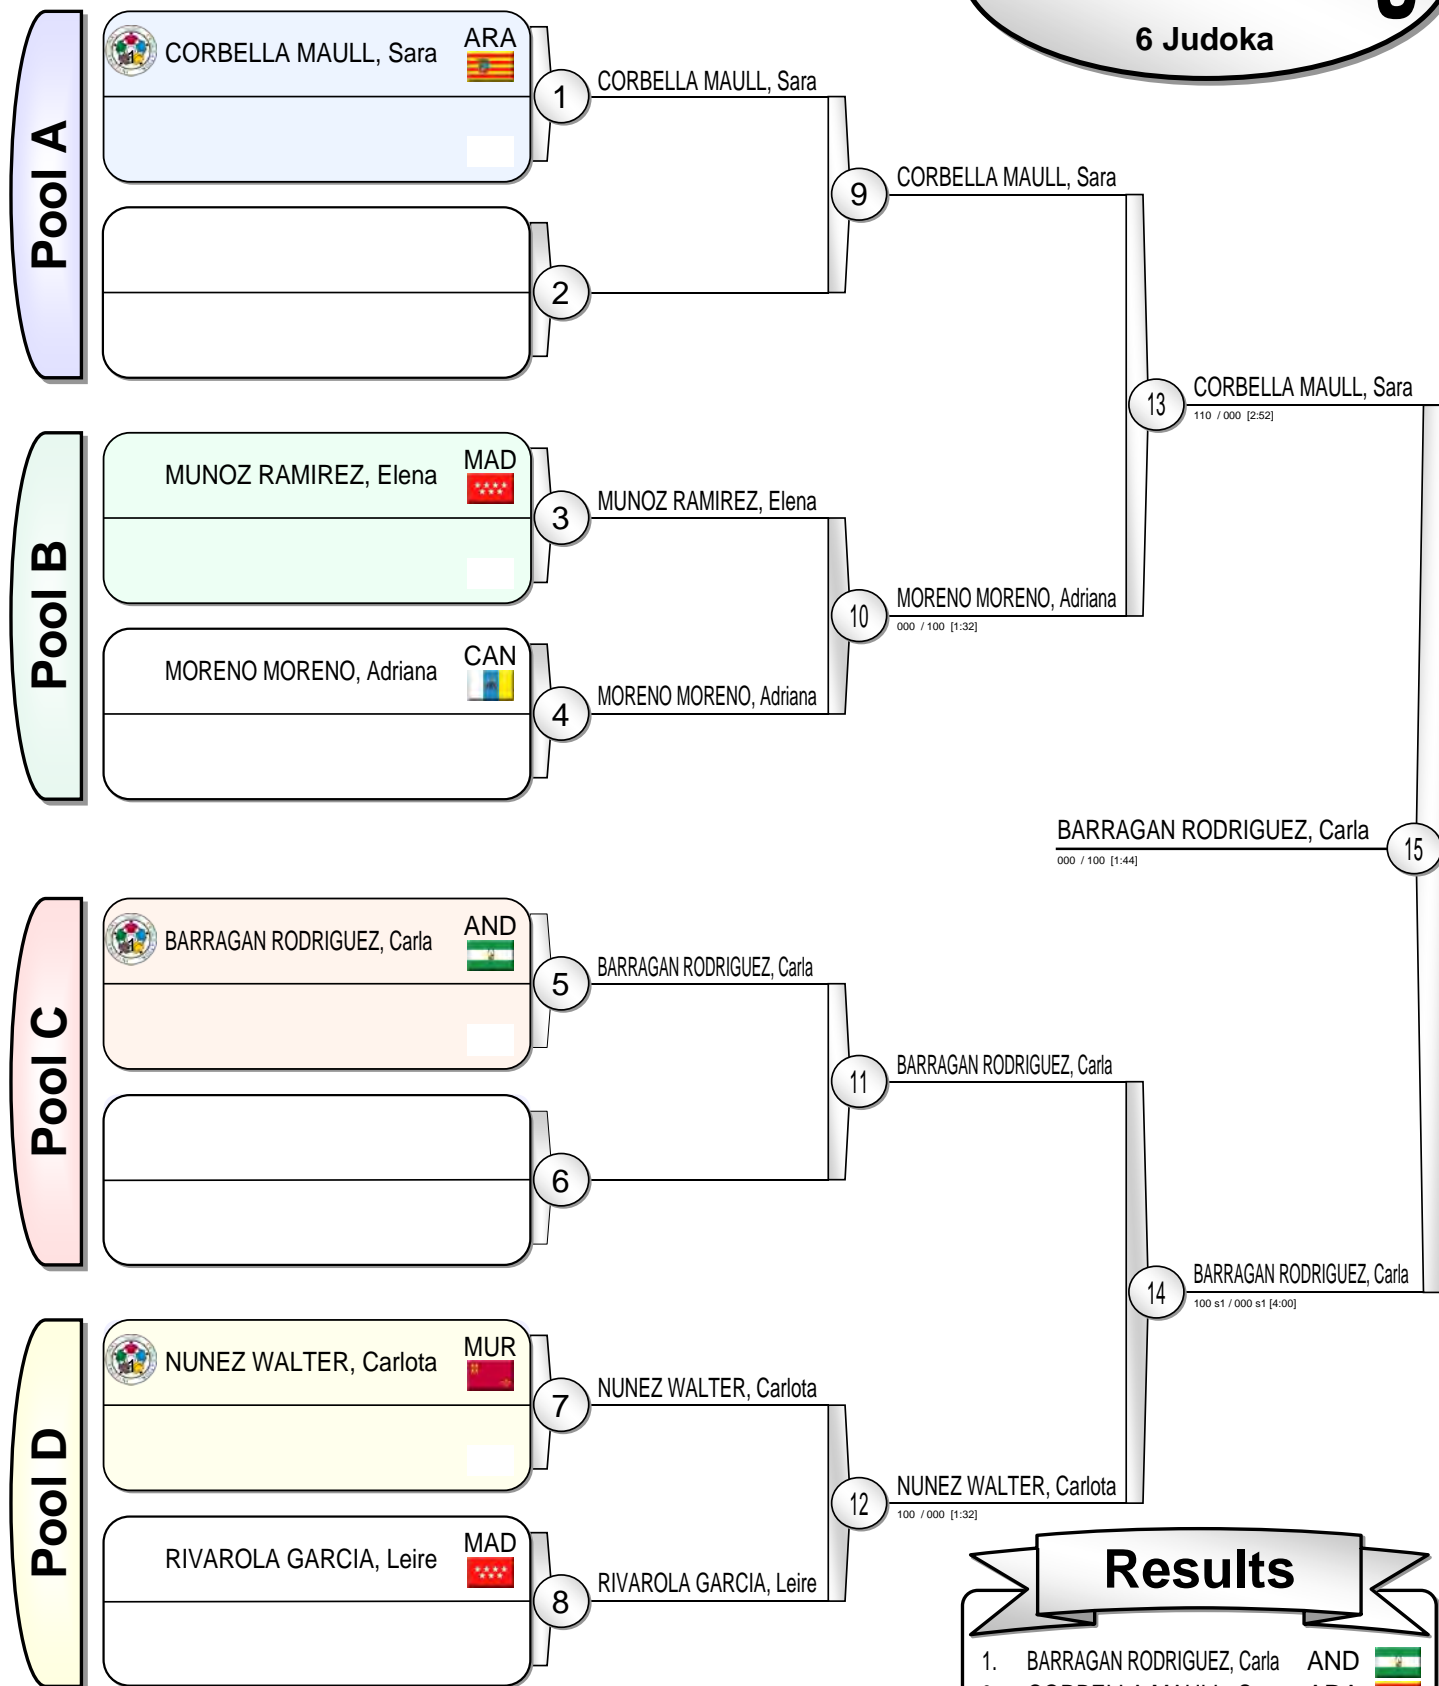 6 Judoka
Pool A
CORBELLA MAULL, Sara ARA
1
CORBELLA MAULL, Sara
2
9
CORBELLA MAULL, Sara
Pool B
MUNOZ RAMIREZ, Elena MAD
3
MUNOZ RAMIREZ, Elena
MORENO MORENO, Adriana CAN
4
MORENO MORENO, Adriana
10
MORENO MORENO, Adriana
000 / 100 [1:32]
13
CORBELLA MAULL, Sara
110 / 000 [2:52]
BARRAGAN RODRIGUEZ, Carla
000 / 100 [1:44]
15
Pool C
BARRAGAN RODRIGUEZ, Carla AND
5
BARRAGAN RODRIGUEZ, Carla
6
11
BARRAGAN RODRIGUEZ, Carla
14
BARRAGAN RODRIGUEZ, Carla
100 s1 / 000 s1 [4:00]
Pool D
NUNEZ WALTER, Carlota MUR
7
NUNEZ WALTER, Carlota
RIVAROLA GARCIA, Leire MAD
8
RIVAROLA GARCIA, Leire
12
NUNEZ WALTER, Carlota
100 / 000 [1:32]
Results
1. BARRAGAN RODRIGUEZ, Carla AND